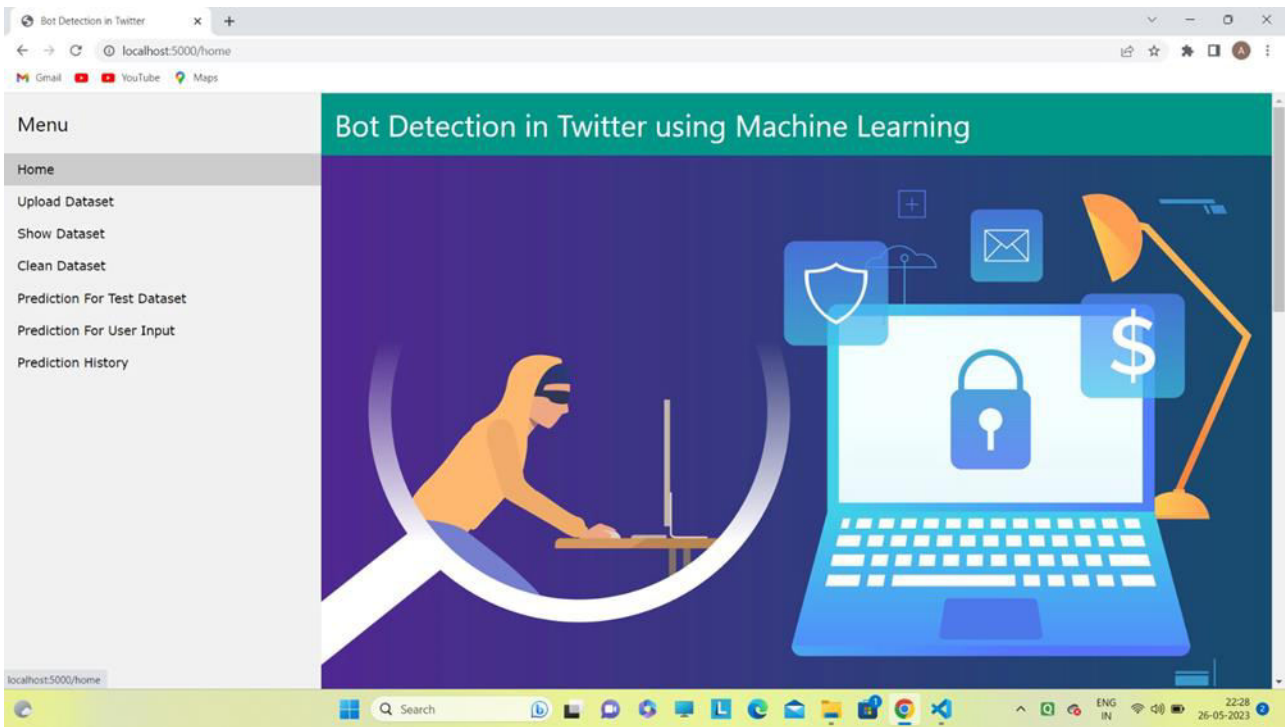 Bot Detection in Twitter
localhost:5000/home
Gmail YouTube Maps
Menu
Home
Upload Dataset
Show Dataset
Clean Dataset
Prediction For Test Dataset
Prediction For User Input
Prediction History
Bot Detection in Twitter using Machine Learning
$
localhost:5000/home
Search
ENG
IN
22:28
26-05-2023
2